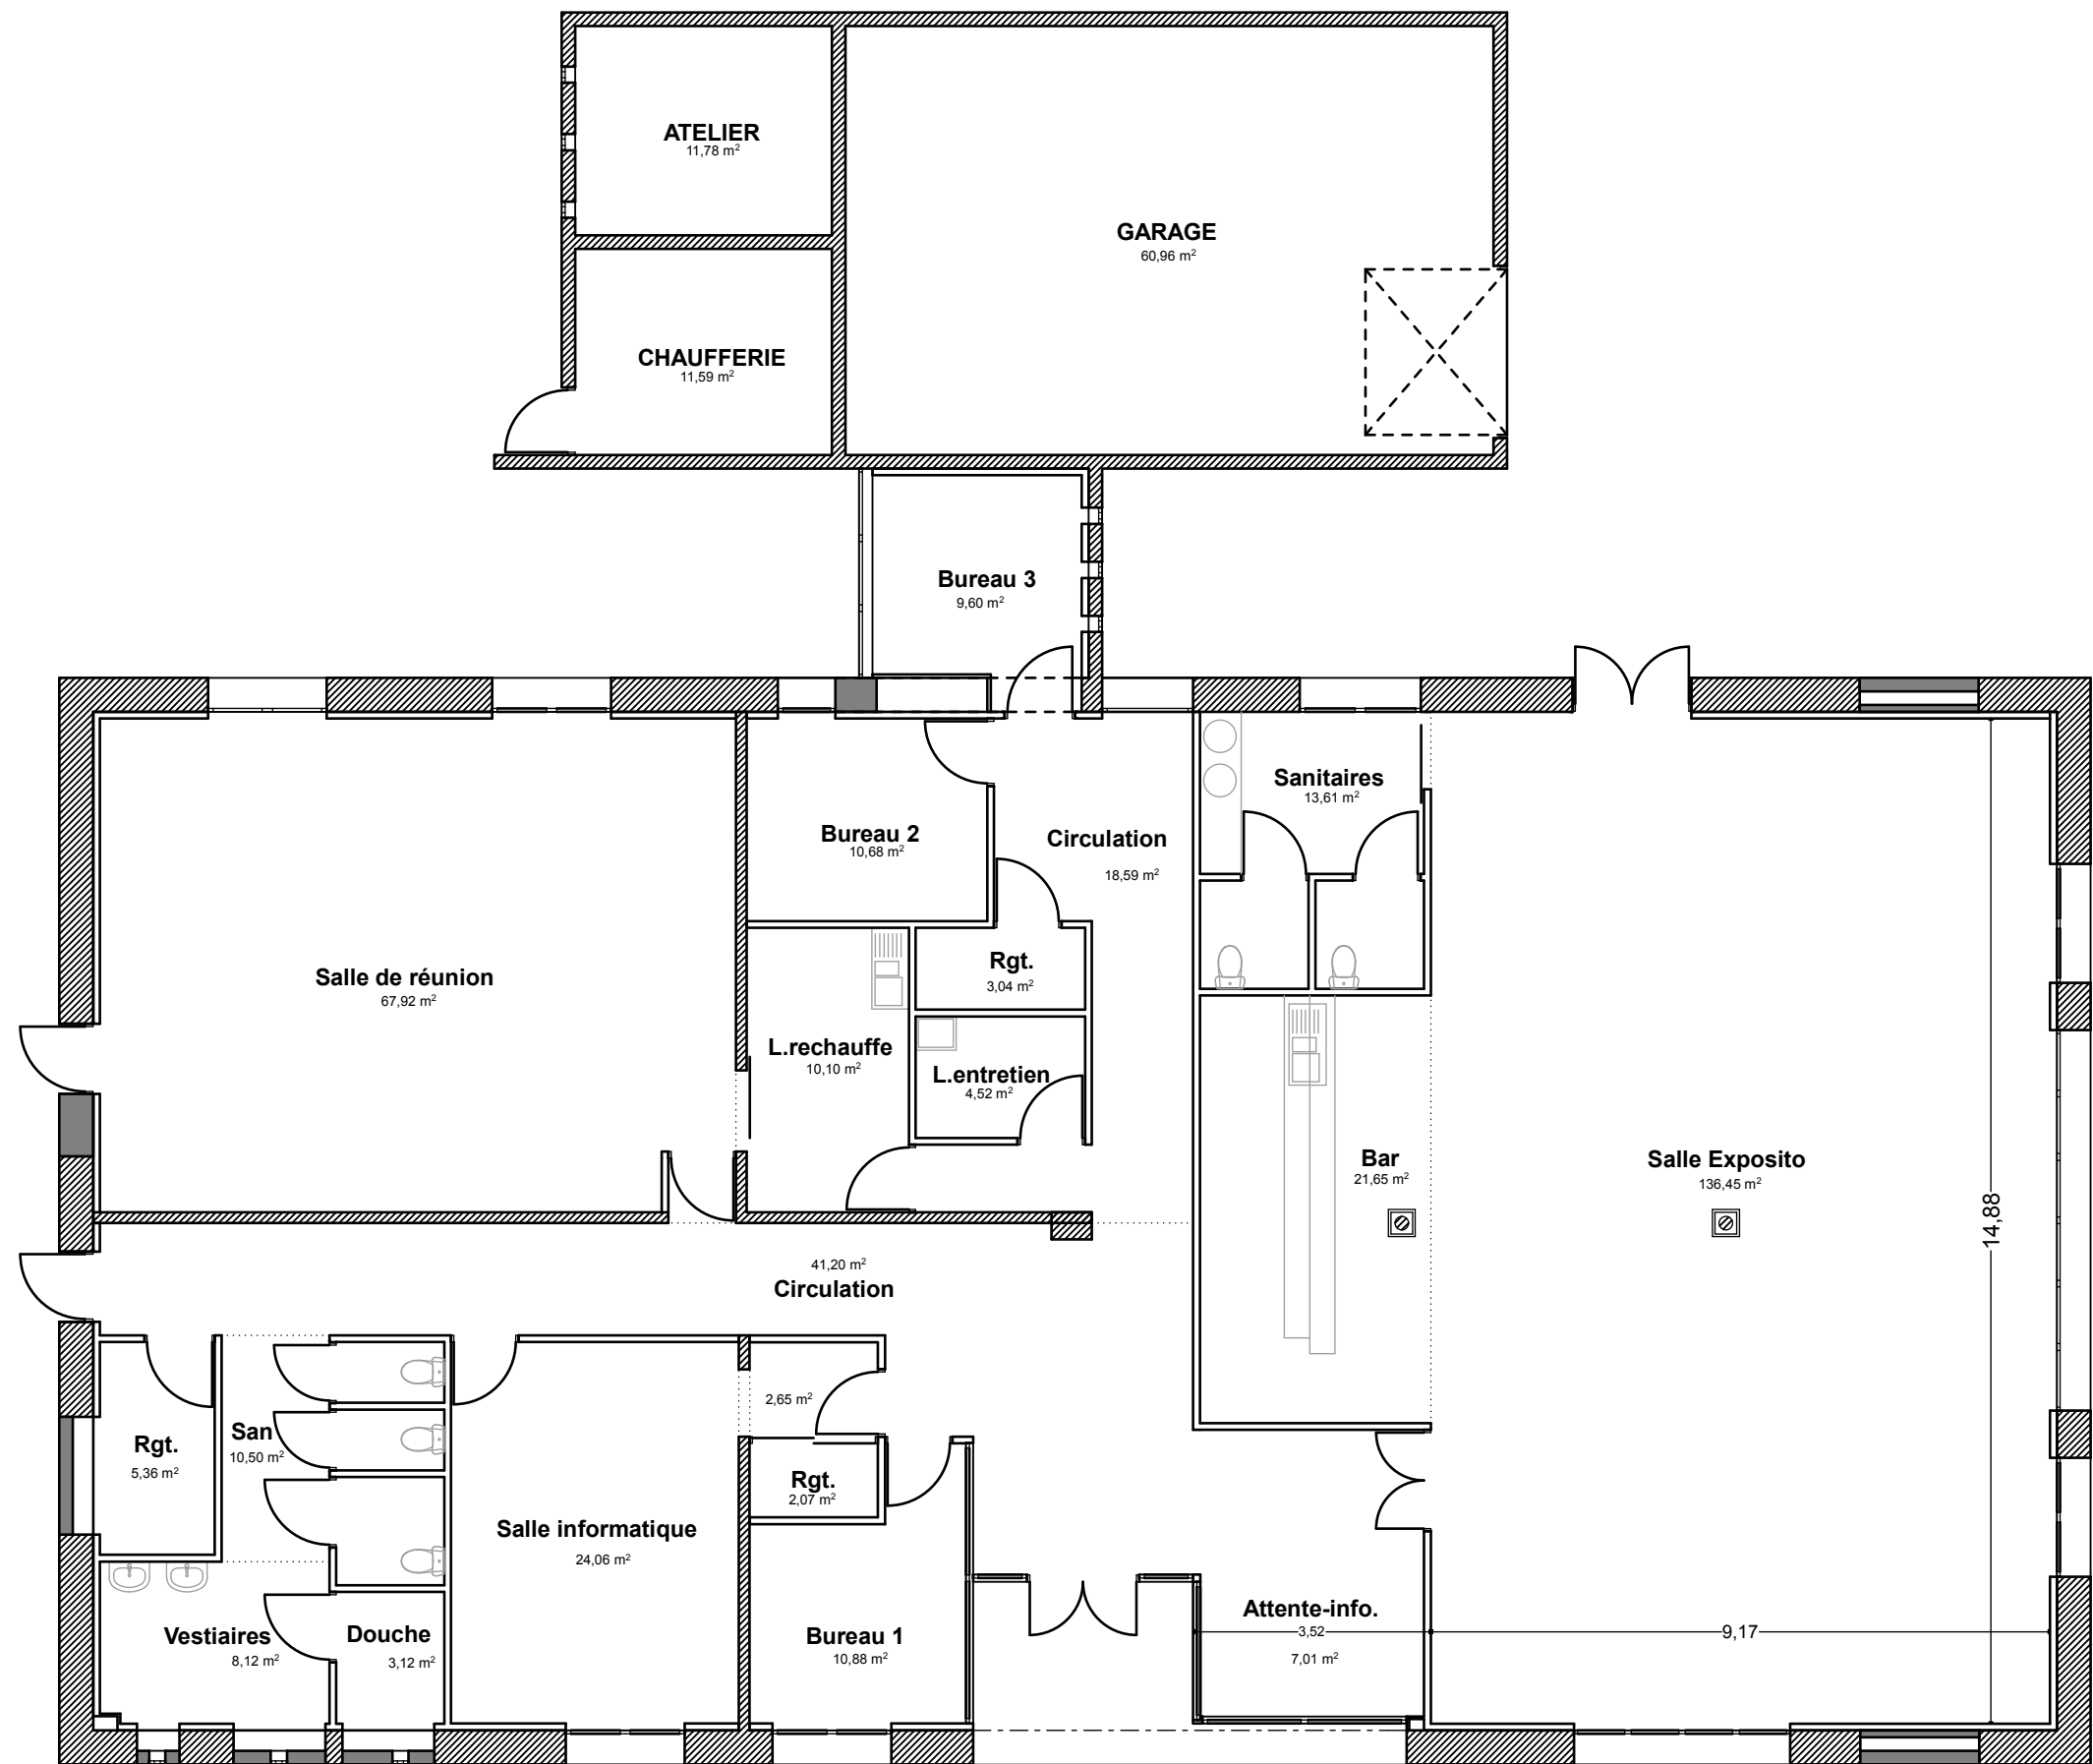 ATELIER
11,78 m²
GARAGE
60,96 m²
CHAUFFERIE
11,59 m²
Bureau 3
9,60 m²
Sanitaires
13,61 m²
Bureau 2
10,68 m²
Circulation
18,59 m²
Salle de réunion
67,92 m²
Rgt.
3,04 m²
L.rechauffe
10,10 m²
L.entretien
4,52 m²
Bar
21,65 m²
Salle Exposito
136,45 m²
14,88
41,20 m²
Circulation
2,65 m²
San
10,50 m²
Rgt.
5,36 m²
Rgt.
2,07 m²
Salle informatique
24,06 m²
Attente-info.
3,52
7,01 m²
9,17
Vestiaires
8,12 m²
Douche
3,12 m²
Bureau 1
10,88 m²